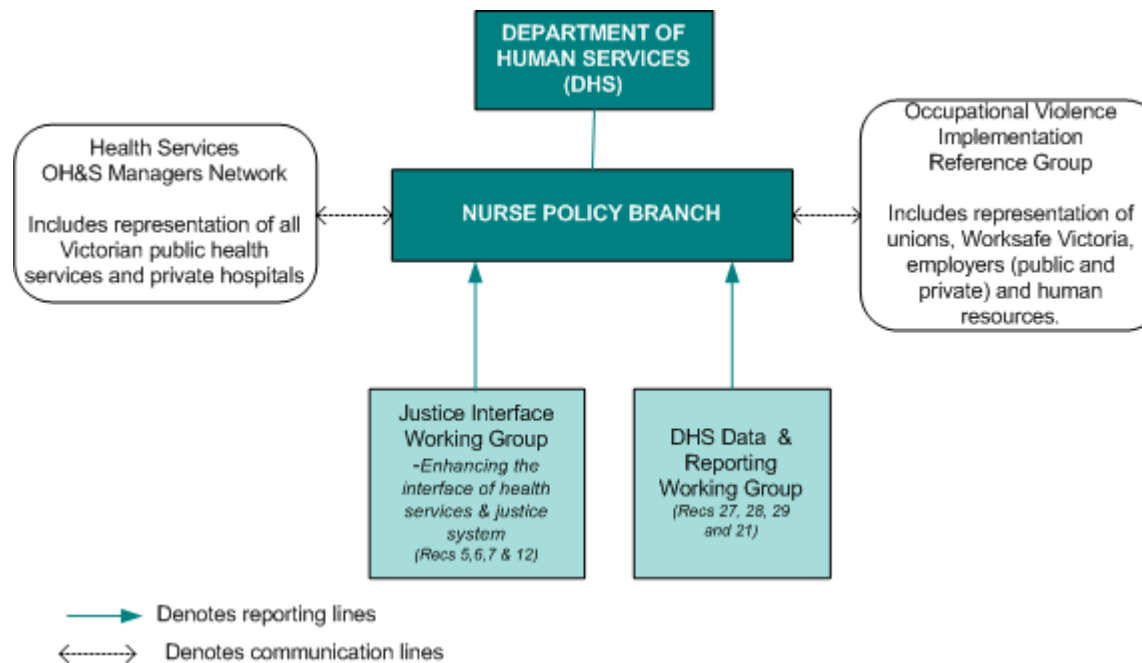 DEPARTMENT OF
HUMAN SERVICES
(DHS)
Health Services
OH&S Managers Network
Includes representation of all
Victorian public health
services and private hospitals
NURSE POLICY BRANCH
Occupational Violence
Implementation
Reference Group
Includes representation of
unions, Worksafe Victoria,
employers (public and
private) and human
resources.
Justice Interface
Working Group
-Enhancing the
interface of health
services & justice
system
(Recs 5,6,7 & 12)
DHS Data &
Reporting
Working Group
(Recs 27, 28, 29
and 21)
Denotes reporting lines
Denotes communication lines